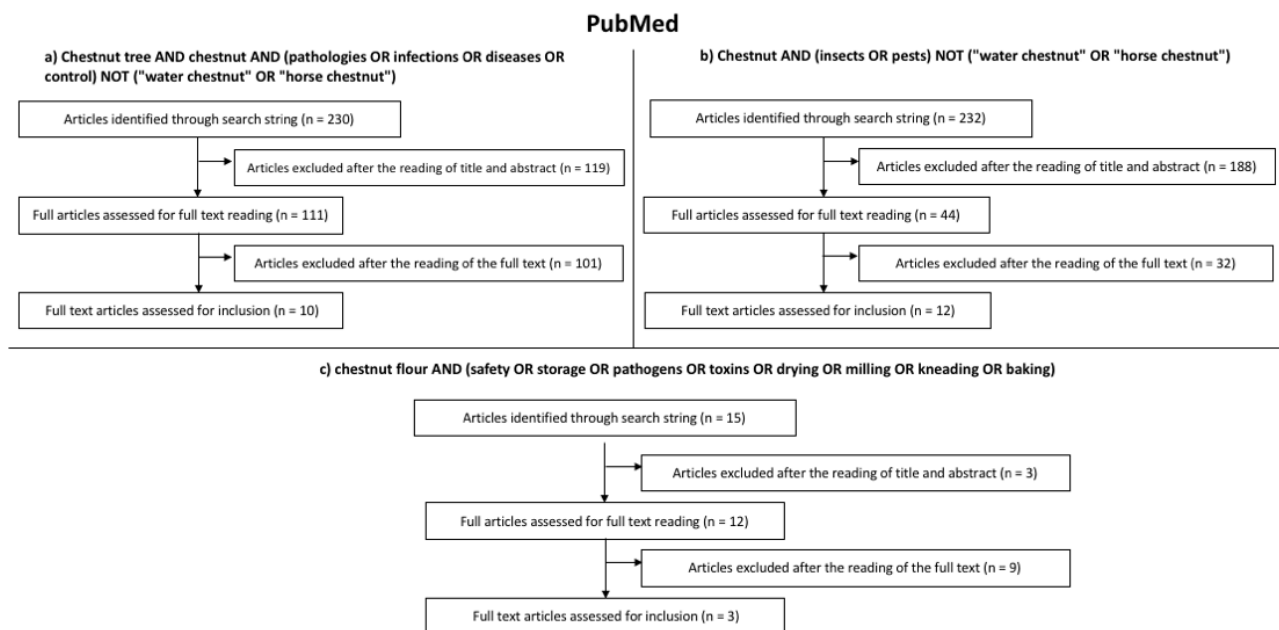 PubMed
a) Chestnut tree AND chestnut AND (pathologies OR infections OR diseases OR
control) NOT ("water chestnut" OR "horse chestnut")
Articles identified through search string (n = 230)
Articles excluded after the reading of title and abstract (n = 119)
Full articles assessed for full text reading (n = 111)
Articles excluded after the reading of the full text (n = 101)
Full text articles assessed for inclusion (n = 10)
b) Chestnut AND (insects OR pests) NOT ("water chestnut" OR "horse chestnut")
Articles identified through search string (n = 232)
Articles excluded after the reading of title and abstract (n = 188)
Full articles assessed for full text reading (n = 44)
Articles excluded after the reading of the full text (n = 32)
Full text articles assessed for inclusion (n = 12)
c) chestnut flour AND (safety OR storage OR pathogens OR toxins OR drying OR milling OR kneading OR baking)
Articles identified through search string (n = 15)
Articles excluded after the reading of title and abstract (n = 3)
Full articles assessed for full text reading (n = 12)
Articles excluded after the reading of the full text (n = 9)
Full text articles assessed for inclusion (n = 3)